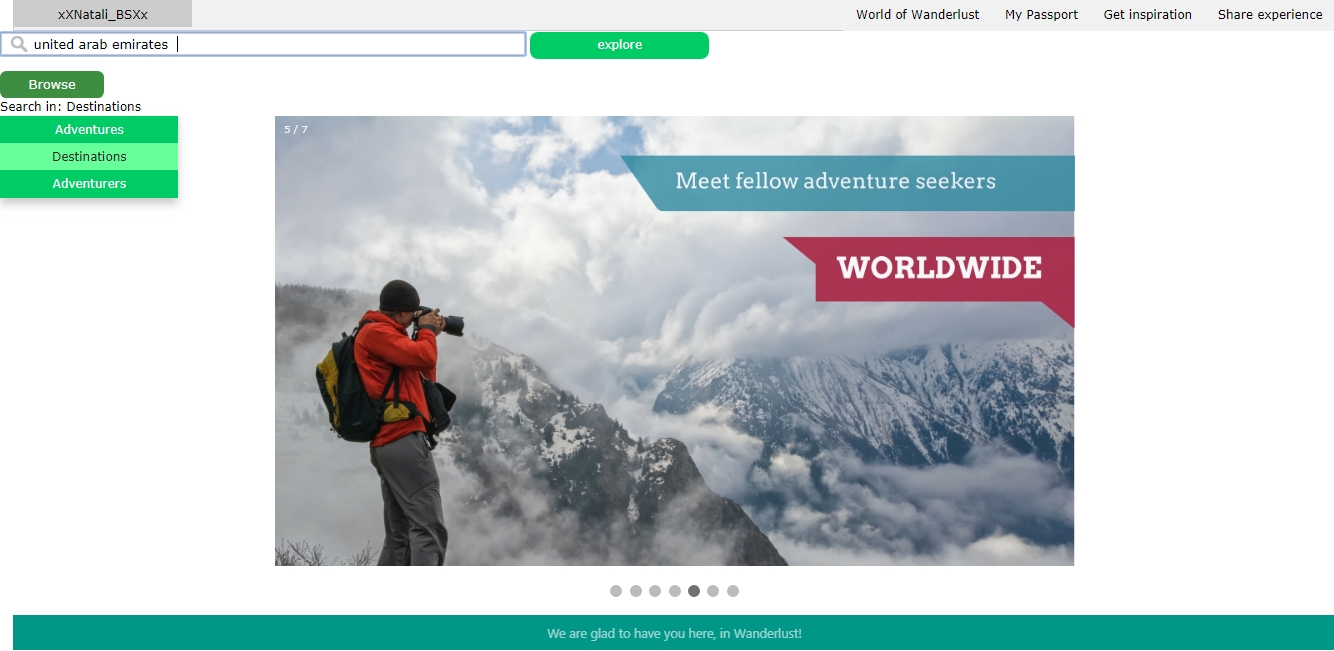 xXNatali_BSXx
World of Wanderlust
My Passport
Get inspiration
Share experience
united arab emirates
explore
Browse
Search in: Destinations
Adventures
Destinations
Adventurers
5 / 7
Meet fellow adventure seekers
WORLDWIDE
We are glad to have you here, in Wanderlust!